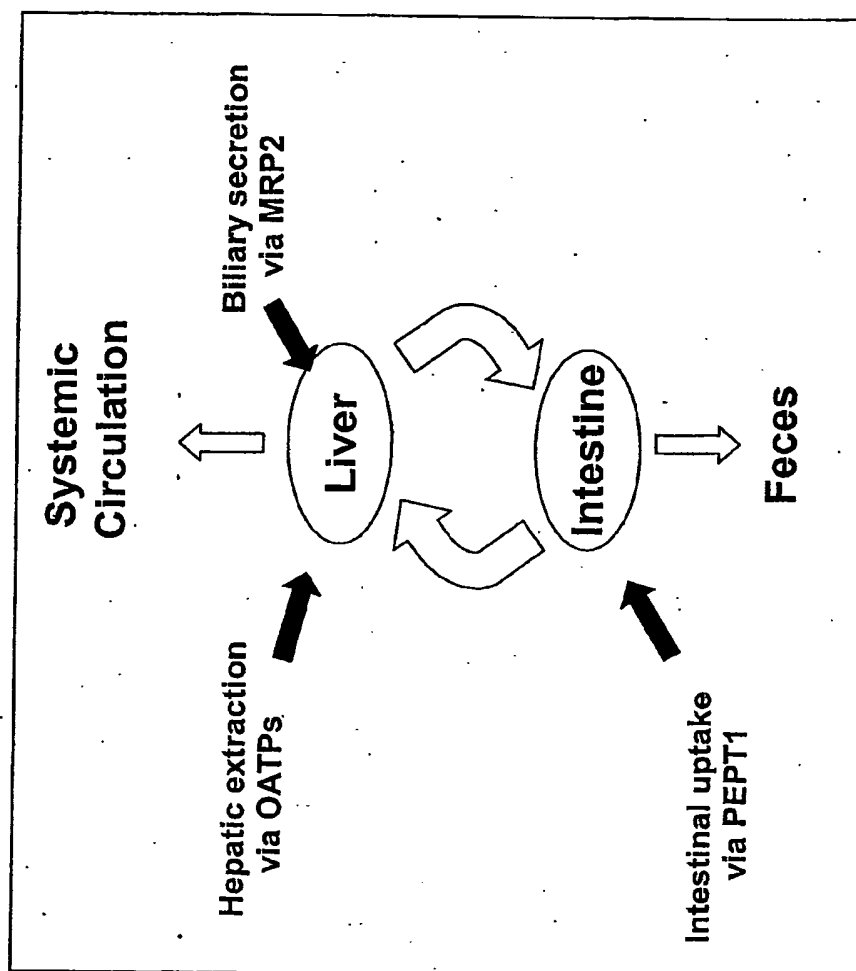 Systemic
Circulation
Hepatic extraction
via OATPs
Biliary secretion
via MRP2
Liver
Intestine
Intestinal uptake
via PEPT1
Feces